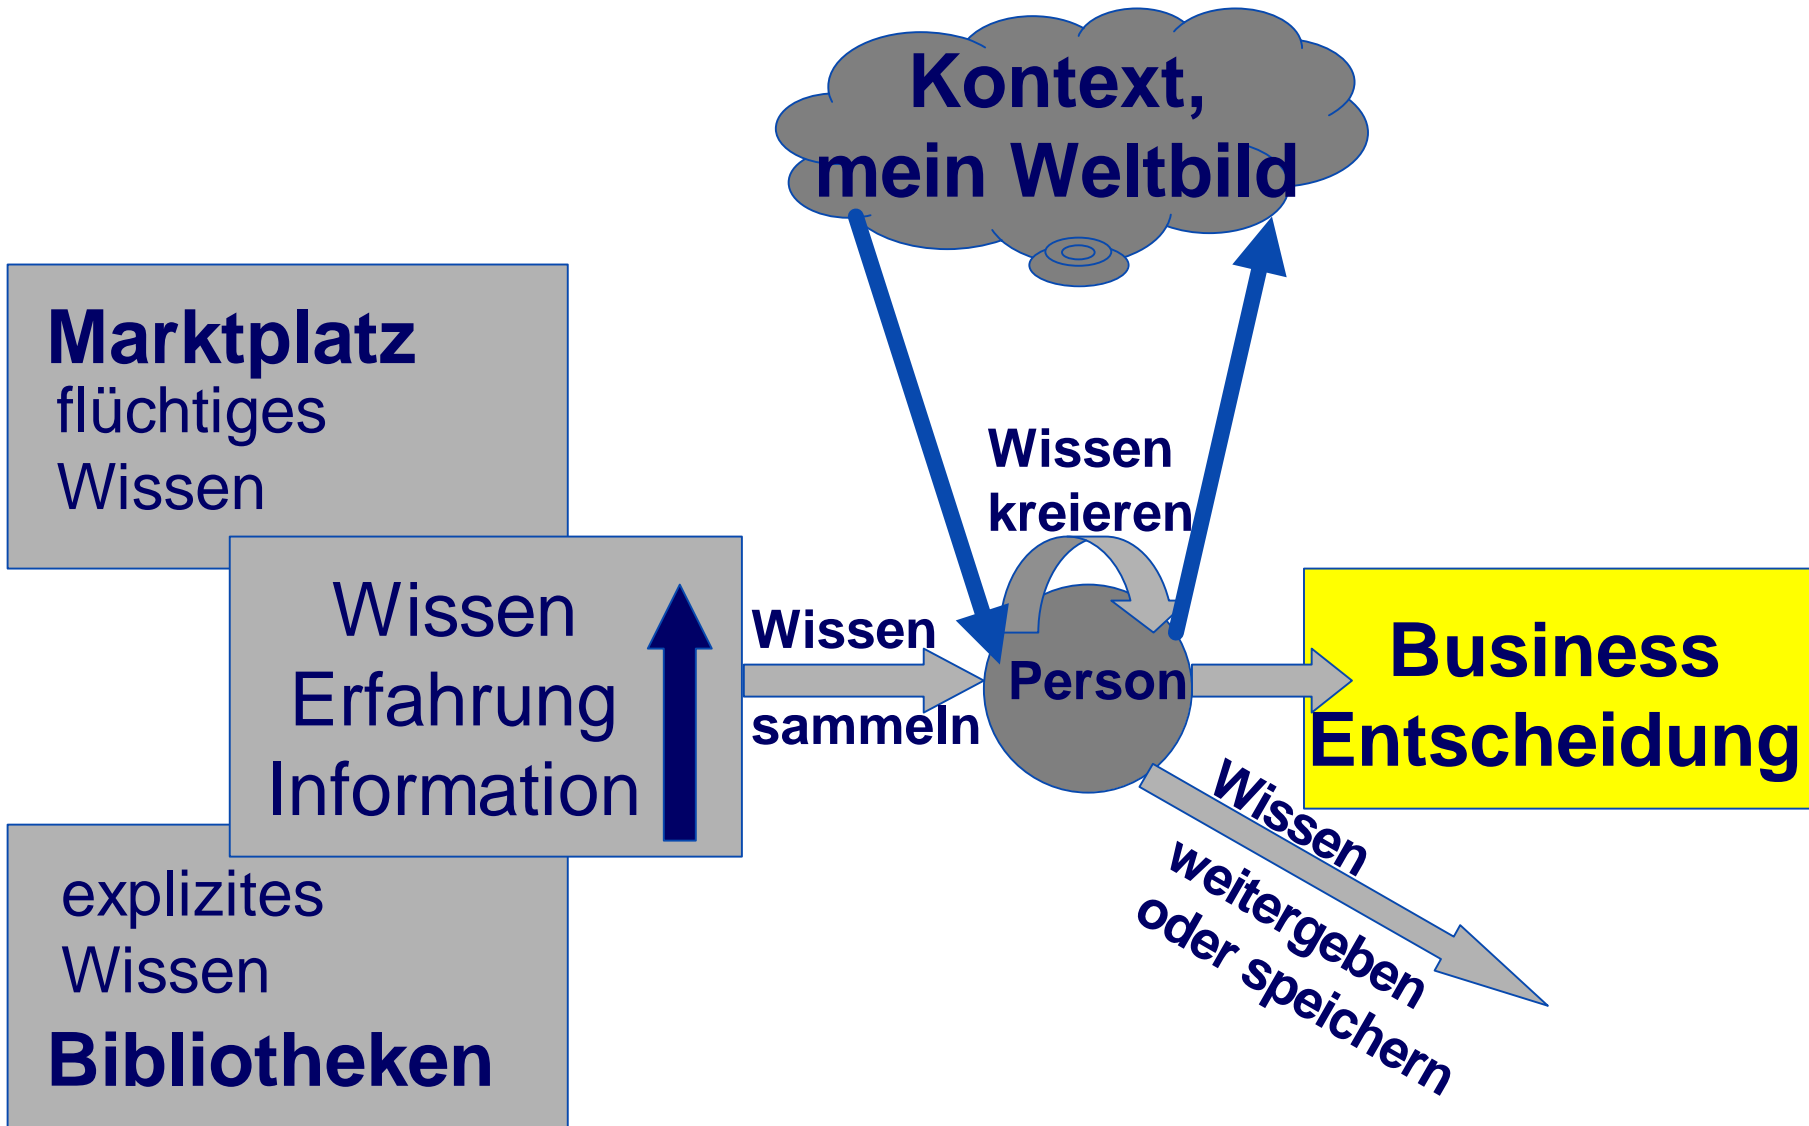 Kontext,
mein Weltbild
Marktplatz
flüchtiges
Wissen
Wissen
Erfahrung
Information
explizites
Wissen
Bibliotheken
Wissen
sammeln
Wissen
kreieren
Person
Business
Entscheidung
Wissen
weitergeben
oder speichern